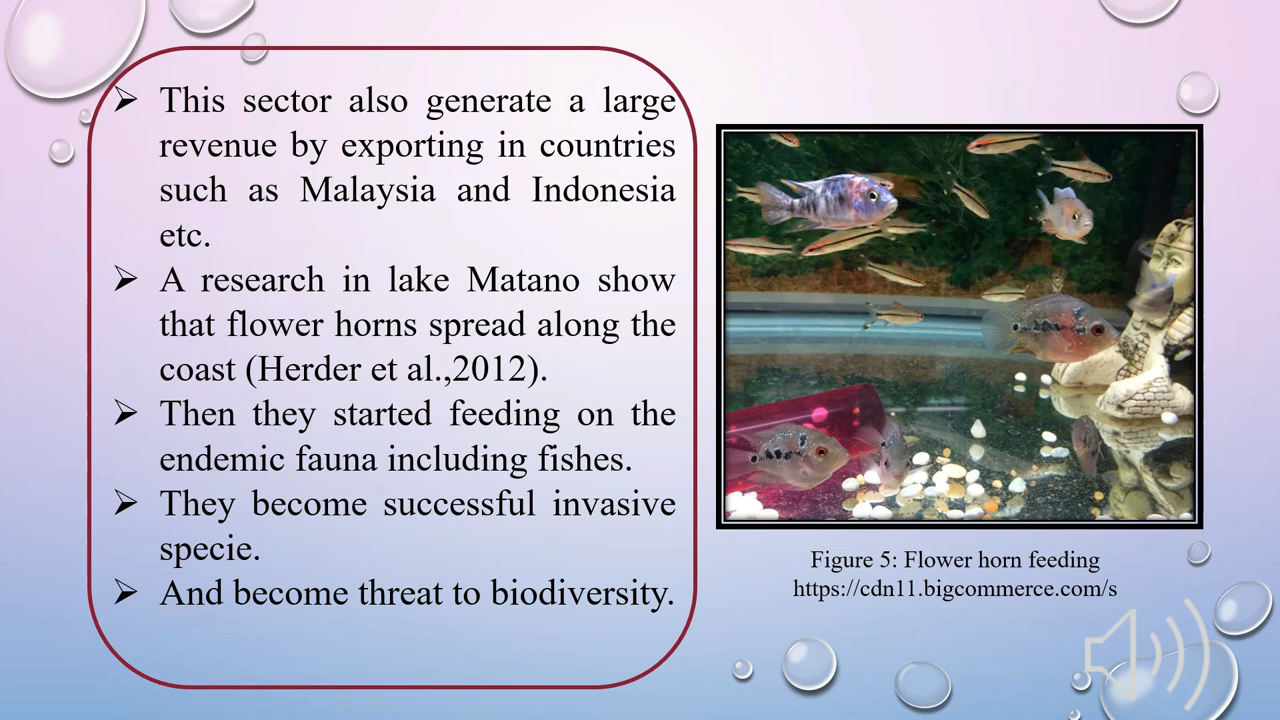 ➢ This sector also generate a large
revenue by exporting in countries
such as Malaysia and Indonesia
etc.
➢ A research in lake Matano show
that flower horns spread along the
coast (Herder et al.,2012).
➢ Then they started feeding on the
endemic fauna including fishes.
➢ They become successful invasive
specie.
➢ And become threat to biodiversity.
Figure 5: Flower horn feeding
https://cdn11.bigcommerce.com/s